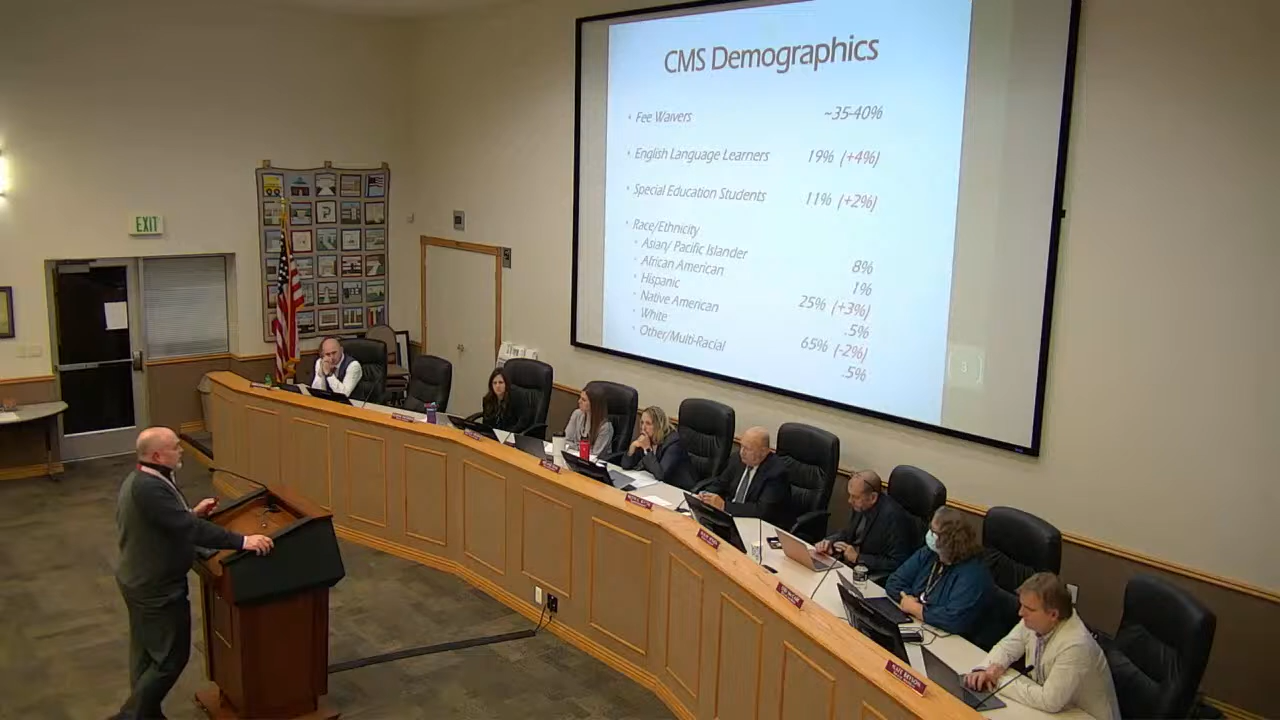 CMS Demographics
• Fee Waivers ~35-40%
• English Language Learners 19% (+4%)
• Special Education Students 11% (+2%)
• Race/Ethnicity
• Asian/ Pacific Islander 8%
• African American 1%
• Hispanic 25% (+3%)
• Native American .5%
• White 65% (-2%)
• Other/Multi-Racial .5%
3
EXIT